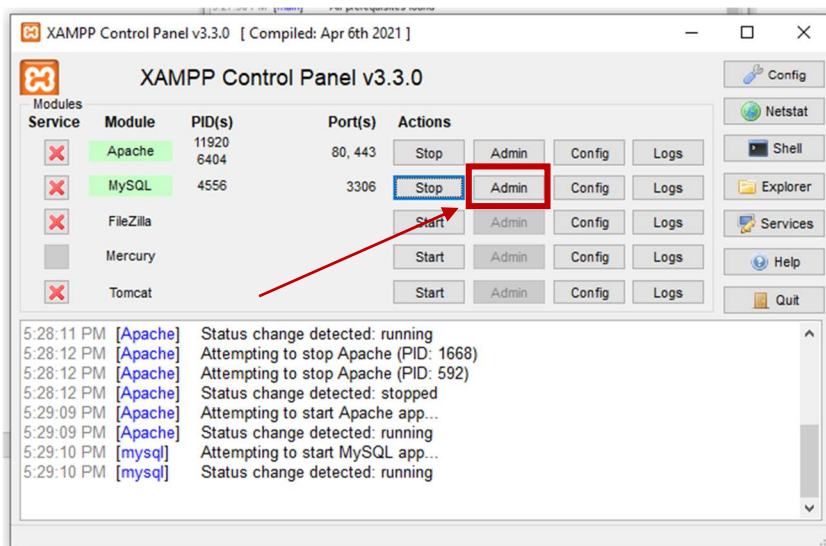 XAMPP Control Panel v3.3.0 [ Compiled: Apr 6th 2021 ]
XAMPP Control Panel v3.3.0
Config
Modules
Service Module PID(s) Port(s) Actions
Netstat
Apache 11920 6404 80, 443 Stop Admin Config Logs
Shell
MySQL 4556 3306 Stop Admin Config Logs
Explorer
FileZilla Start Admin Config Logs
Services
Mercury Start Admin Config Logs
Help
Tomcat Start Admin Config Logs
Quit
5:28:11 PM [Apache] Status change detected: running
5:28:12 PM [Apache] Attempting to stop Apache (PID: 1668)
5:28:12 PM [Apache] Attempting to stop Apache (PID: 592)
5:28:12 PM [Apache] Status change detected: stopped
5:29:09 PM [Apache] Attempting to start Apache app...
5:29:09 PM [Apache] Status change detected: running
5:29:10 PM [mysql] Attempting to start MySQL app...
5:29:10 PM [mysql] Status change detected: running